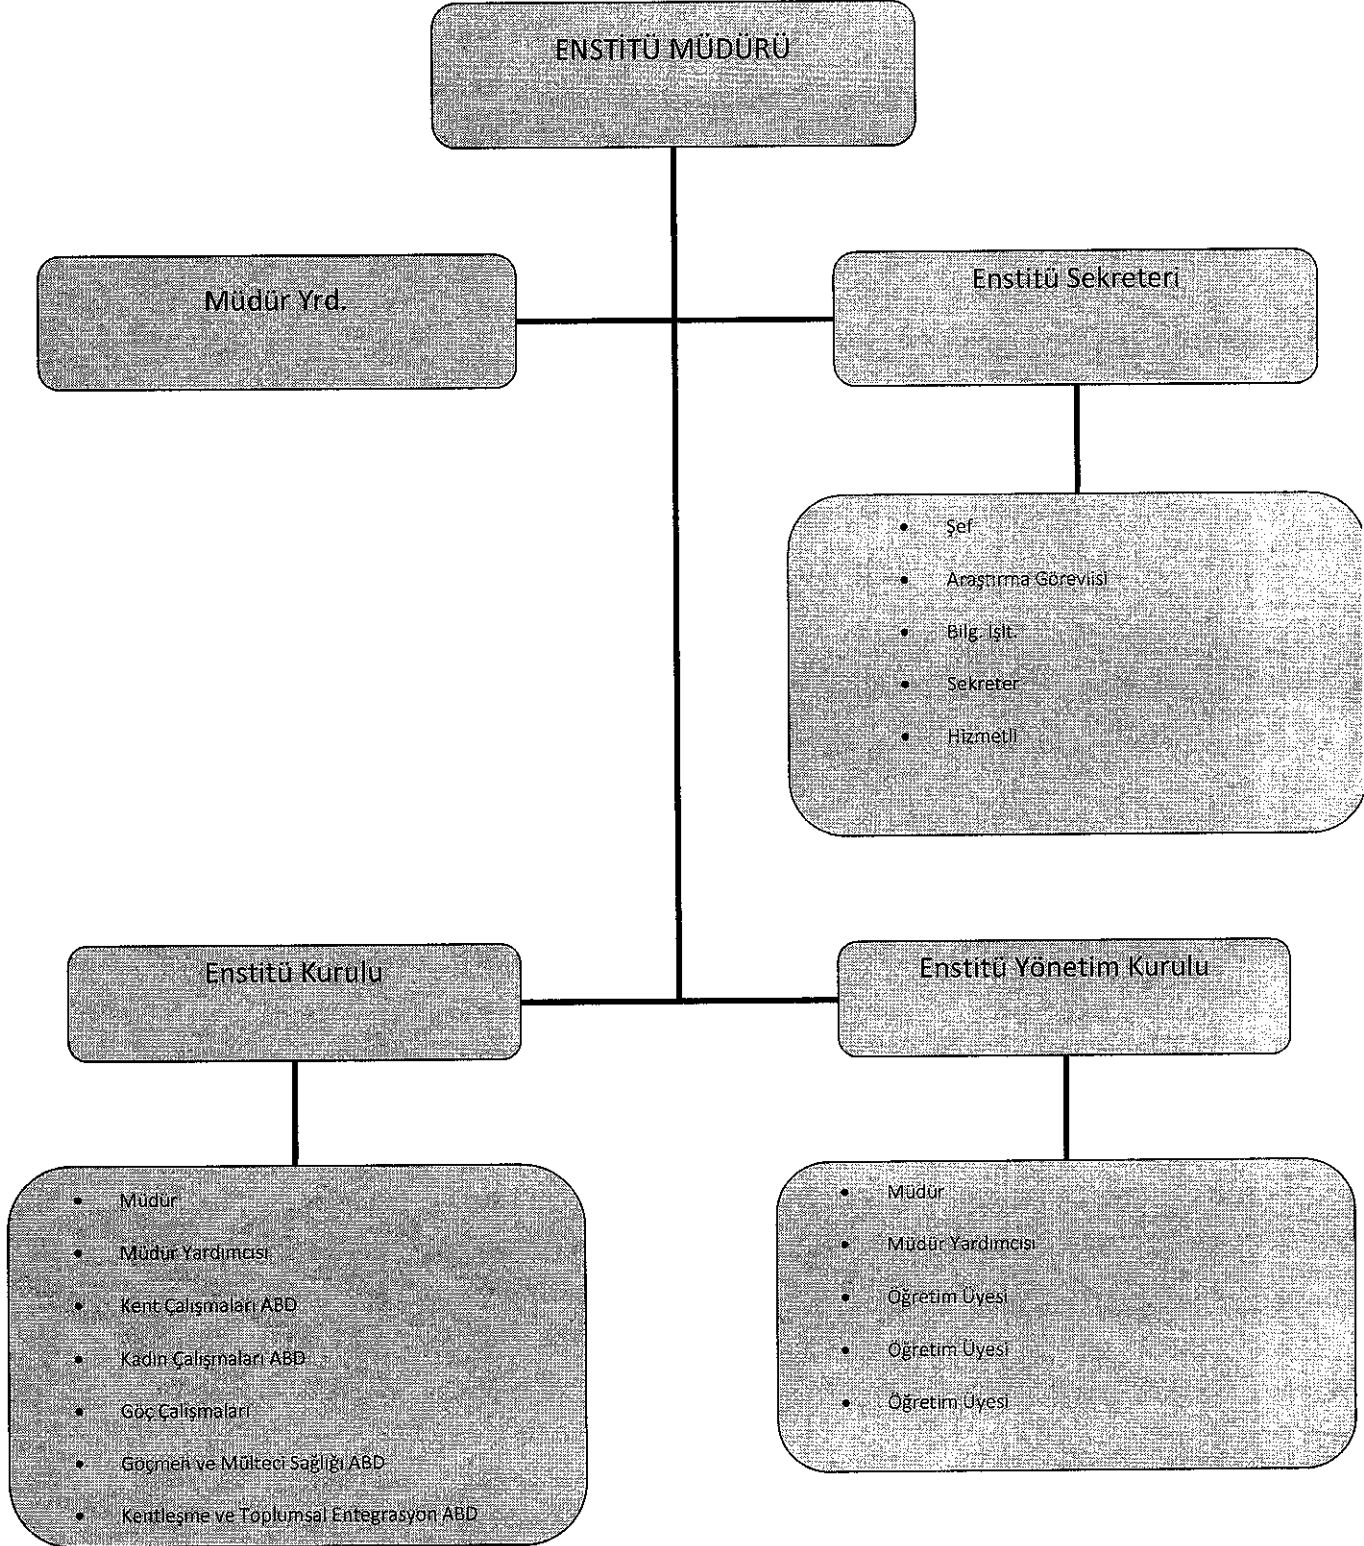 ENSTİTÜ MÜDÜRÜ
Müdür Yrd.
Enstitü Sekreteri
• Şef
• Araştırma Görevlisi
• Bilg. İşlt.
• Sekreter
• Hizmetli
Enstitü Kurulu
Enstitü Yönetim Kurulu
• Müdür
• Müdür Yardımcısı
• Kent Çalışmaları ABD
• Kadın Çalışmaları ABD
• Göç Çalışmaları
• Göçmen ve Mülteci Sağlığı ABD
• Kentleşme ve Toplumsal Entegrasyon ABD
• Müdür
• Müdür Yardımcısı
• Öğretim Üyesi
• Öğretim Üyesi
• Öğretim Üyesi